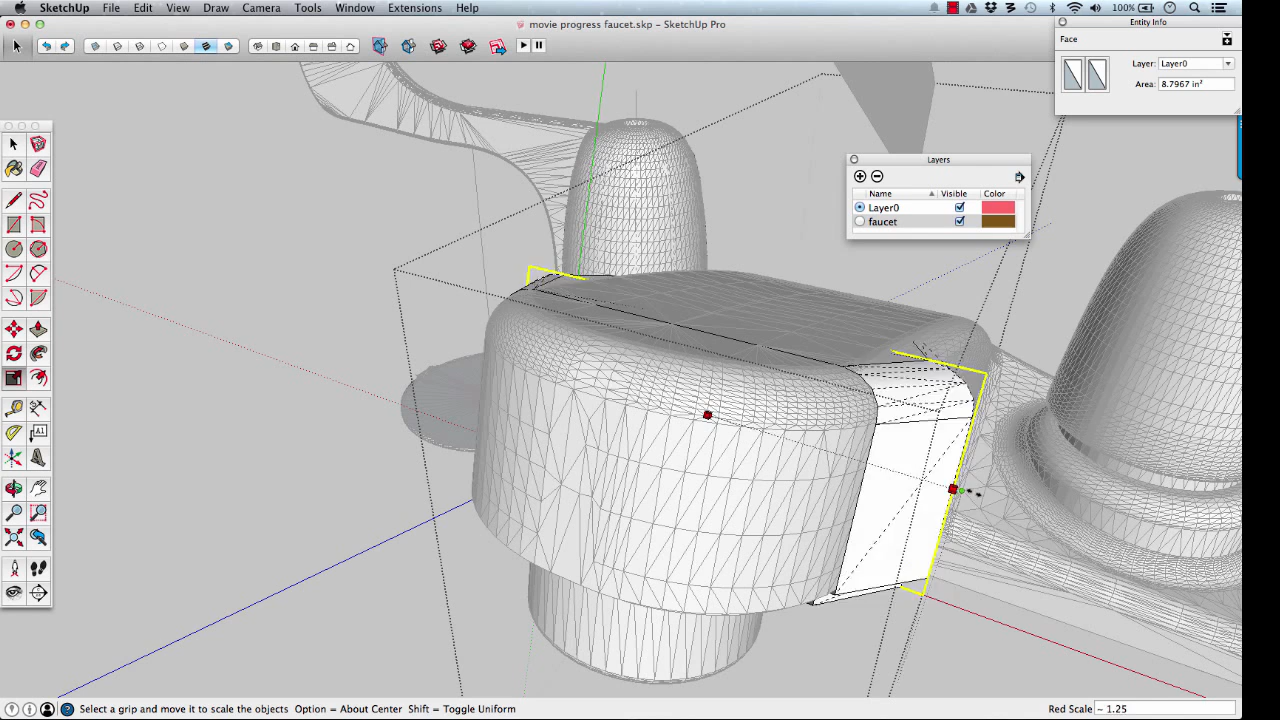 SketchUp File Edit View Draw Camera Tools Window Extensions Help
100%
movie progress faucet.skp – SketchUp Pro
Entity Info
Face
Layer: Layer0
Area: 8.7967 in²
Layers
Name Visible Color
Layer0
faucet
A1
Select a grip and move it to scale the objects Option = About Center Shift = Toggle Uniform
Red Scale ~ 1.25